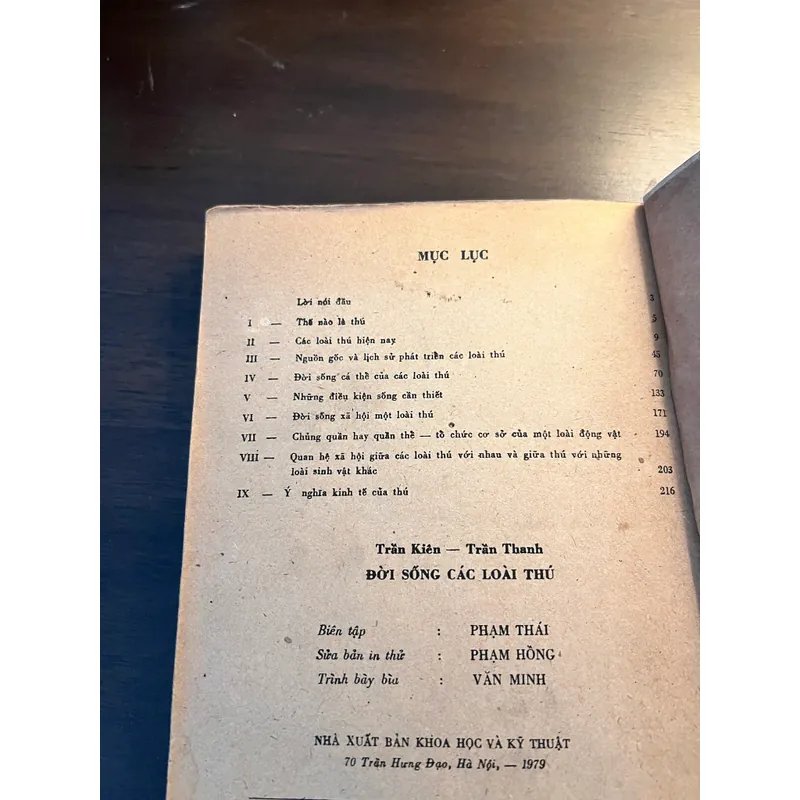 MỤC LỤC
Lời nói đầu 3
I — Thế nào là thú 5
II — Các loài thú hiện nay 9
III — Nguồn gốc và lịch sử phát triển các loài thú 45
IV — Đời sống cá thể của các loài thú 70
V — Những điều kiện sống cần thiết 133
VI — Đời sống xã hội một loài thú 171
VII — Chủng quần hay quần thể — tổ chức cơ sở của một loài động vật 194
VIII — Quan hệ xã hội giữa các loài thú với nhau và giữa thú với những
loài sinh vật khác 203
IX — Ý nghĩa kinh tế của thú 216
Trần Kiên — Trần Thanh
ĐỜI SỐNG CÁC LOÀI THÚ
Biên tập : PHẠM THÁI
Sửa bản in thử : PHẠM HỒNG
Trình bày bìa : VĂN MINH
NHÀ XUẤT BẢN KHOA HỌC VÀ KỸ THUẬT
70 Trần Hưng Đạo, Hà Nội, — 1979